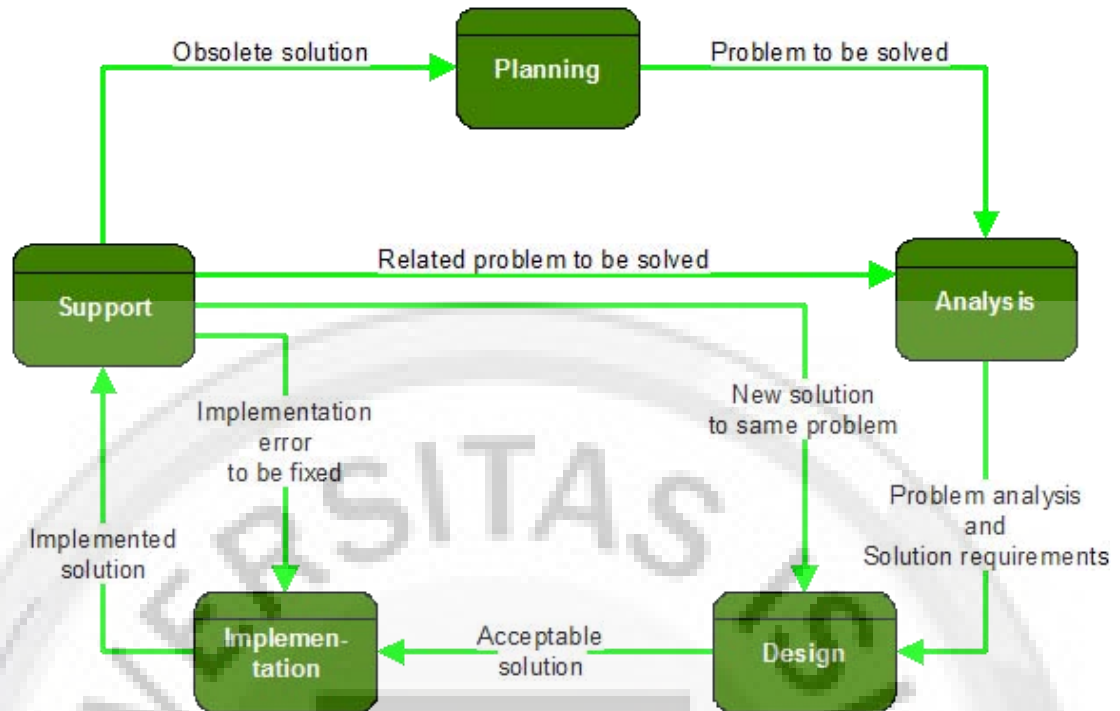 Obsolete solution
Planning
Problem to be solved
Related problem to be solved
Support
Analysis
Implementation
error
to be fixed
New solution
to same problem
Problem analysis
and
Solution requirements
Implemented
solution
Implemen-
tation
Acceptable
solution
Design